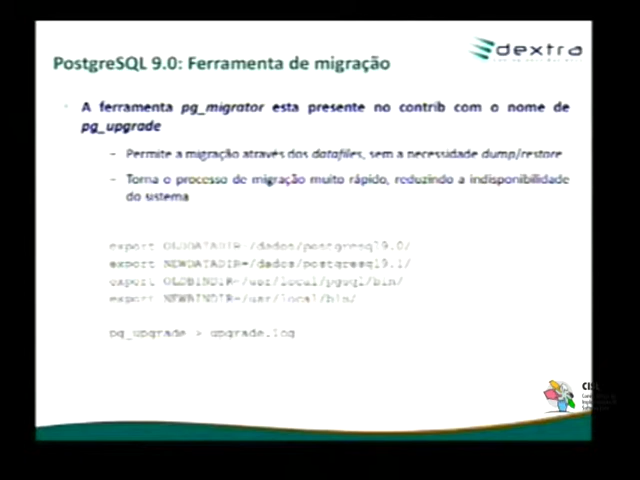 PostgreSQL 9.0: Ferramenta de migração
dextra
A ferramenta pg_migrator esta presente no contrib com o nome de
pg_upgrade
– Permite a migração através dos datafiles, sem a necessidade dump/restore
– Torna o processo de migração muito rápido, reduzindo a indisponibilidade
do sistema
export OLDDATADIR=/dados/postgresql9.0/
export NEWDATADIR=/dados/postgresql9.1/
export OLDBINDIR=/usr/local/pgsql/bin/
export NEWBINDIR=/usr/local/bin/
pg_upgrade > upgrade.log